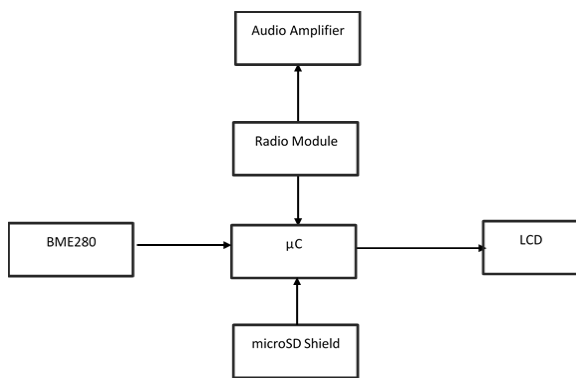 Audio Amplifier
Radio Module
BME280
µC
LCD
microSD Shield